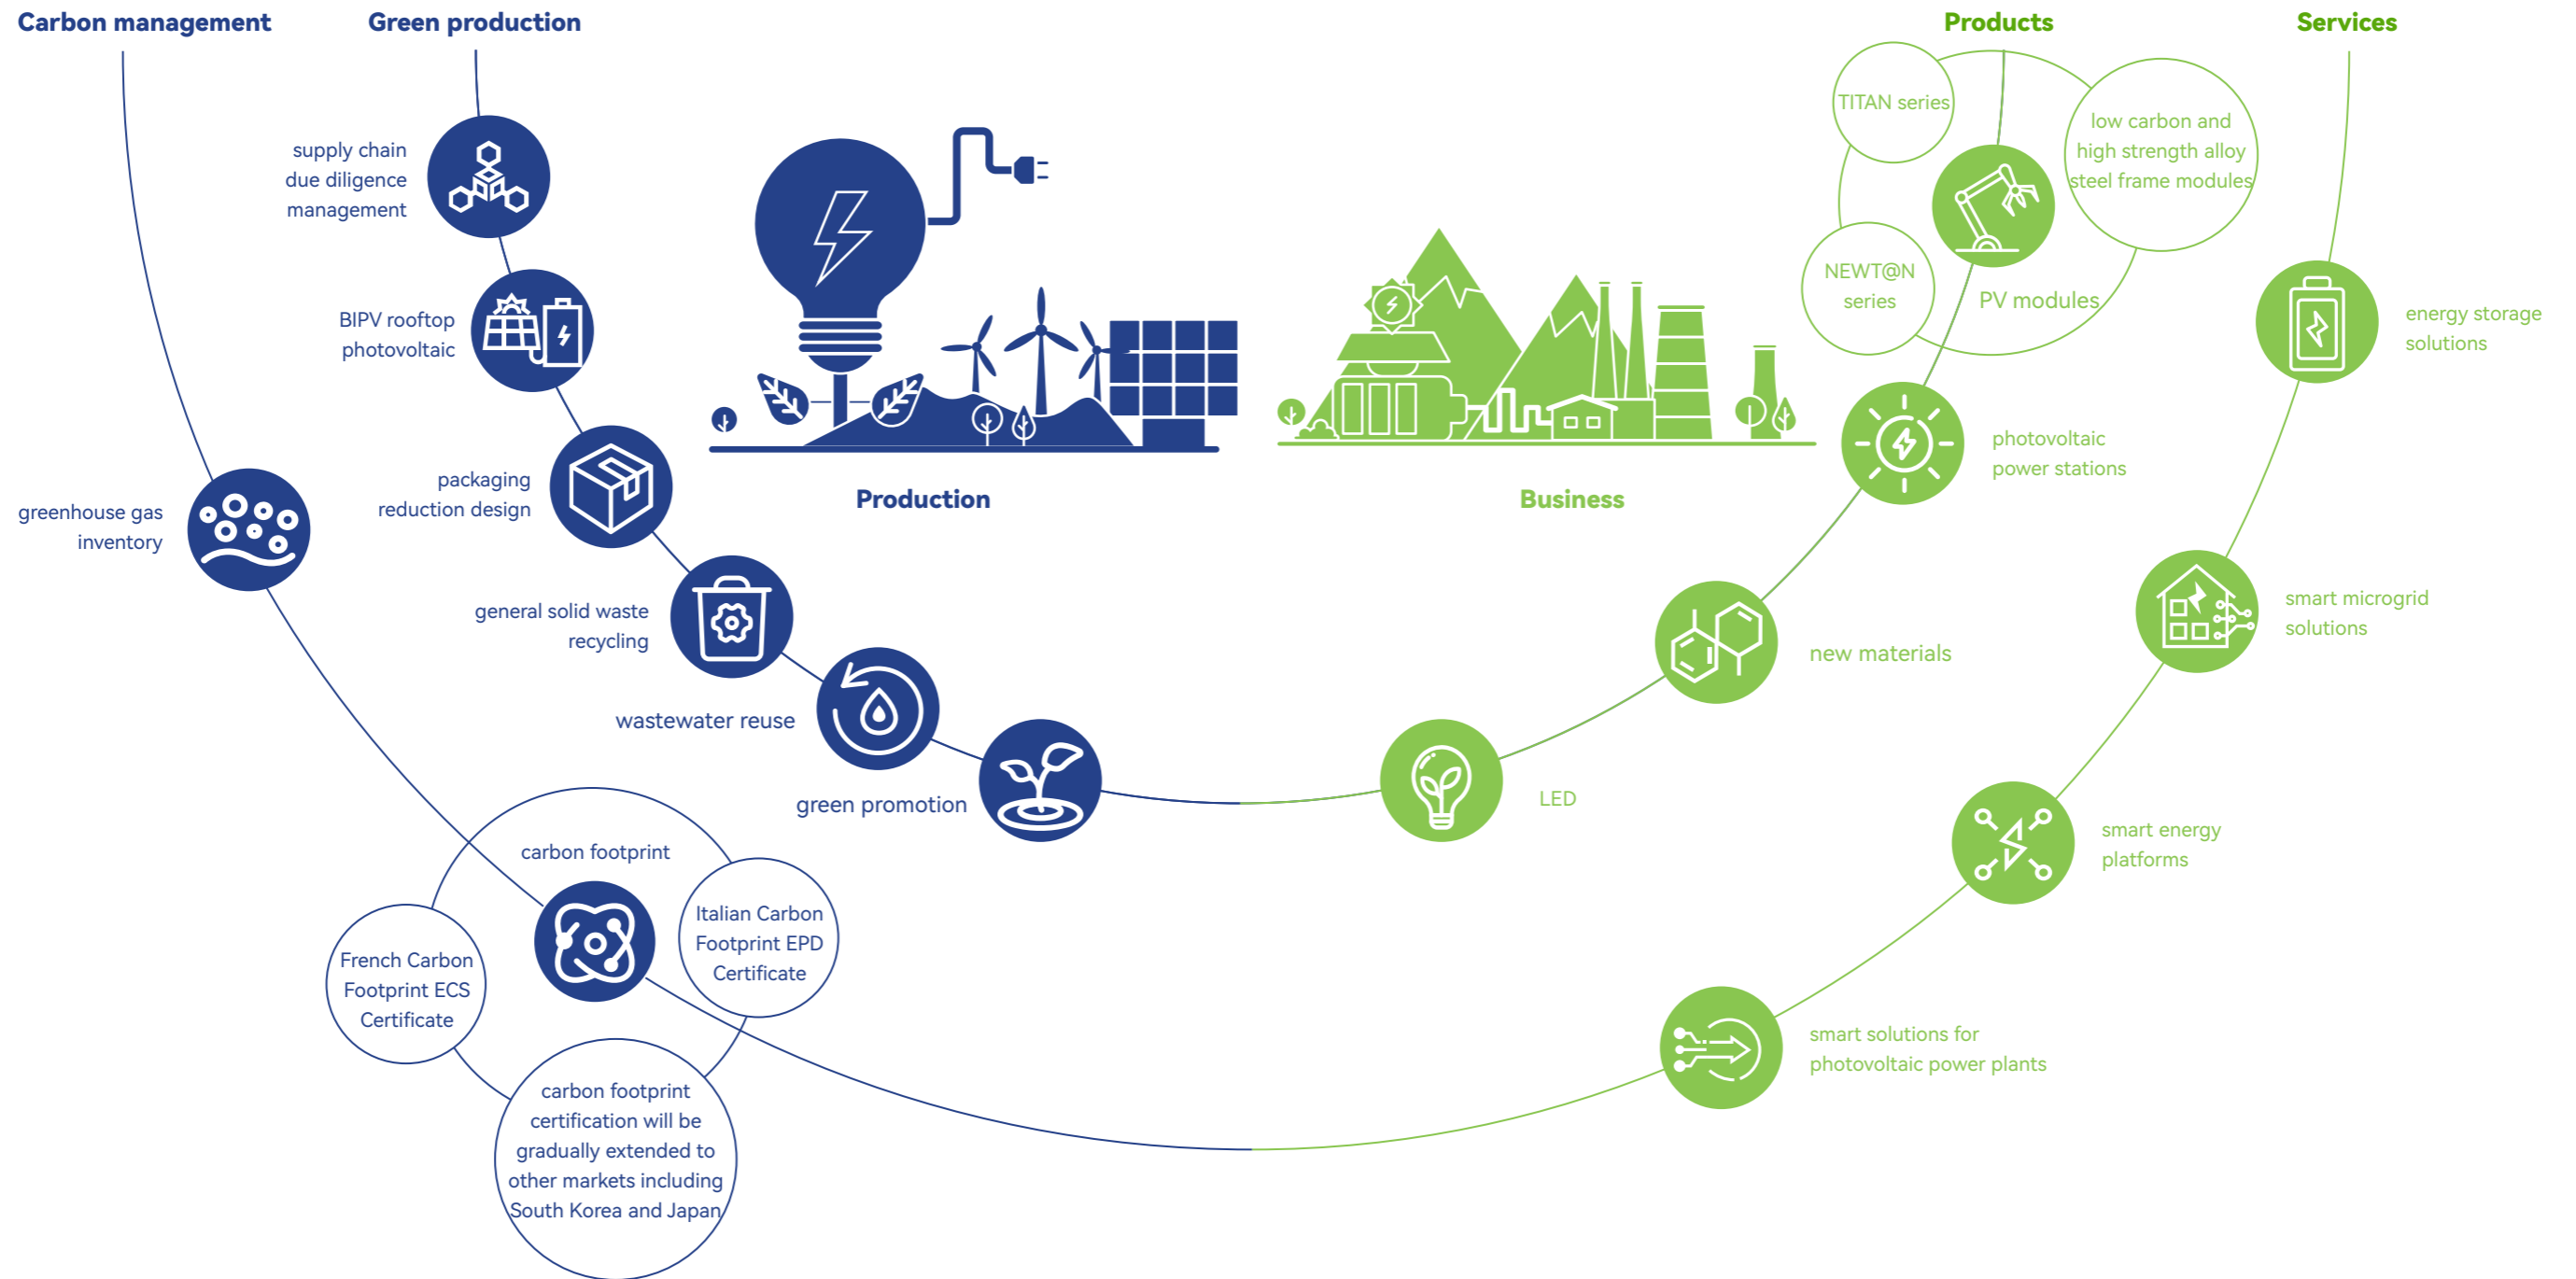 Carbon management
Green production
Products
Services
supply chain
due diligence
management
BIPV rooftop
photovoltaic
packaging
reduction design
greenhouse gas
inventory
general solid waste
recycling
wastewater reuse
green promotion
carbon footprint
French Carbon
Footprint ECS
Certificate
Italian Carbon
Footprint EPD
Certificate
carbon footprint
certification will be
gradually extended to
other markets including
South Korea and Japan
Production
Business
TITAN series
low carbon and
high strength alloy
steel frame modules
NEWT@N
series
PV modules
photovoltaic
power stations
new materials
LED
energy storage
solutions
smart microgrid
solutions
smart energy
platforms
smart solutions for
photovoltaic power plants